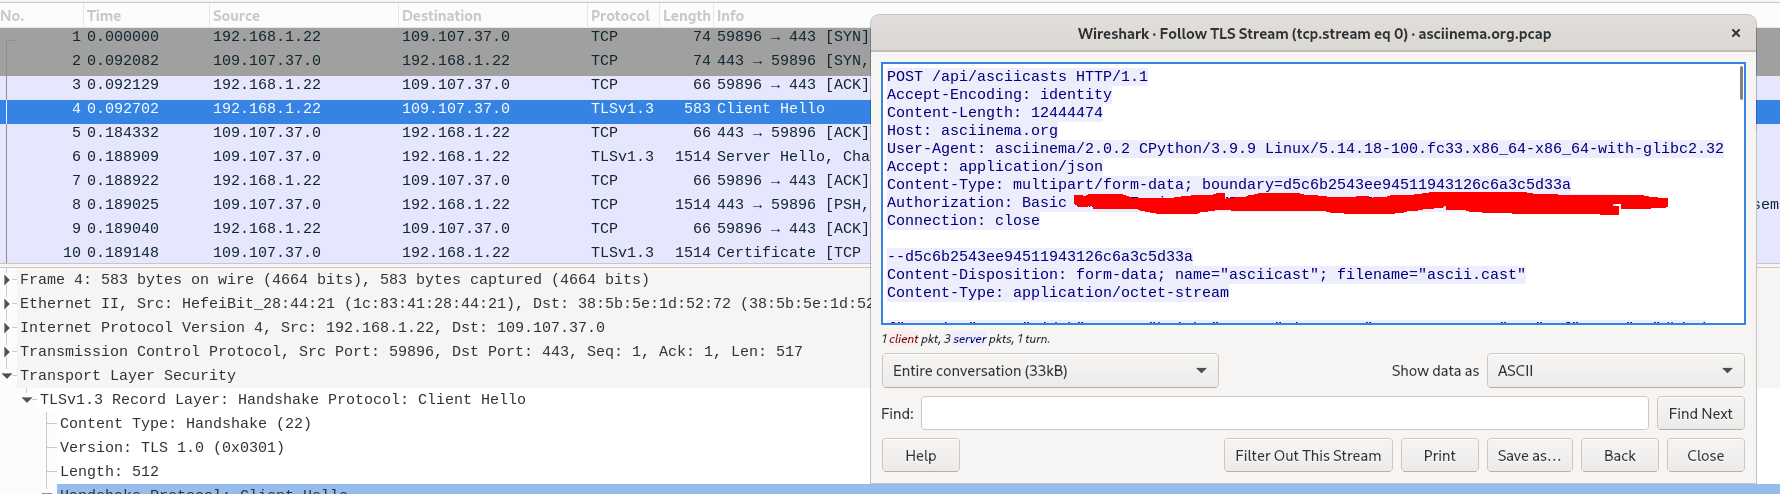 No. Time Source Destination Protocol Length Info
1 0.000000 192.168.1.22 109.107.37.0 TCP 74 59896 → 443 [SYN]
2 0.092082 109.107.37.0 192.168.1.22 TCP 74 443 → 59896 [SYN,
3 0.092129 192.168.1.22 109.107.37.0 TCP 66 59896 → 443 [ACK]
4 0.092702 192.168.1.22 109.107.37.0 TLSv1.3 583 Client Hello
5 0.184332 109.107.37.0 192.168.1.22 TCP 66 443 → 59896 [ACK]
6 0.188909 109.107.37.0 192.168.1.22 TLSv1.3 1514 Server Hello, Cha
7 0.188922 192.168.1.22 109.107.37.0 TCP 66 59896 → 443 [ACK]
8 0.189025 109.107.37.0 192.168.1.22 TCP 1514 443 → 59896 [PSH,
9 0.189040 192.168.1.22 109.107.37.0 TCP 66 59896 → 443 [ACK]
10 0.189148 109.107.37.0 192.168.1.22 TLSv1.3 1514 Certificate [TCP
Frame 4: 583 bytes on wire (4664 bits), 583 bytes captured (4664 bits)
Ethernet II, Src: HefeiBit_28:44:21 (1c:83:41:28:44:21), Dst: 38:5b:5e:1d:52:72 (38:5b:5e:1d:52
Internet Protocol Version 4, Src: 192.168.1.22, Dst: 109.107.37.0
Transmission Control Protocol, Src Port: 59896, Dst Port: 443, Seq: 1, Ack: 1, Len: 517
Transport Layer Security
TLSv1.3 Record Layer: Handshake Protocol: Client Hello
Content Type: Handshake (22)
Version: TLS 1.0 (0x0301)
Length: 512
Handshake Protocol: Client Hello
Wireshark · Follow TLS Stream (tcp.stream eq 0) · asciinema.org.pcap
POST /api/asciicasts HTTP/1.1
Accept-Encoding: identity
Content-Length: 12444474
Host: asciinema.org
User-Agent: asciinema/2.0.2 CPython/3.9.9 Linux/5.14.18-100.fc33.x86_64-x86_64-with-glibc2.32
Accept: application/json
Content-Type: multipart/form-data; boundary=d5c6b2543ee94511943126c6a3c5d33a
Authorization: Basic
Connection: close
--d5c6b2543ee94511943126c6a3c5d33a
Content-Disposition: form-data; name="asciicast"; filename="ascii.cast"
Content-Type: application/octet-stream
1 client pkt, 3 server pkts, 1 turn.
Entire conversation (33kB) Show data as ASCII
Find: Find Next
Help Filter Out This Stream Print Save as… Back Close
sem